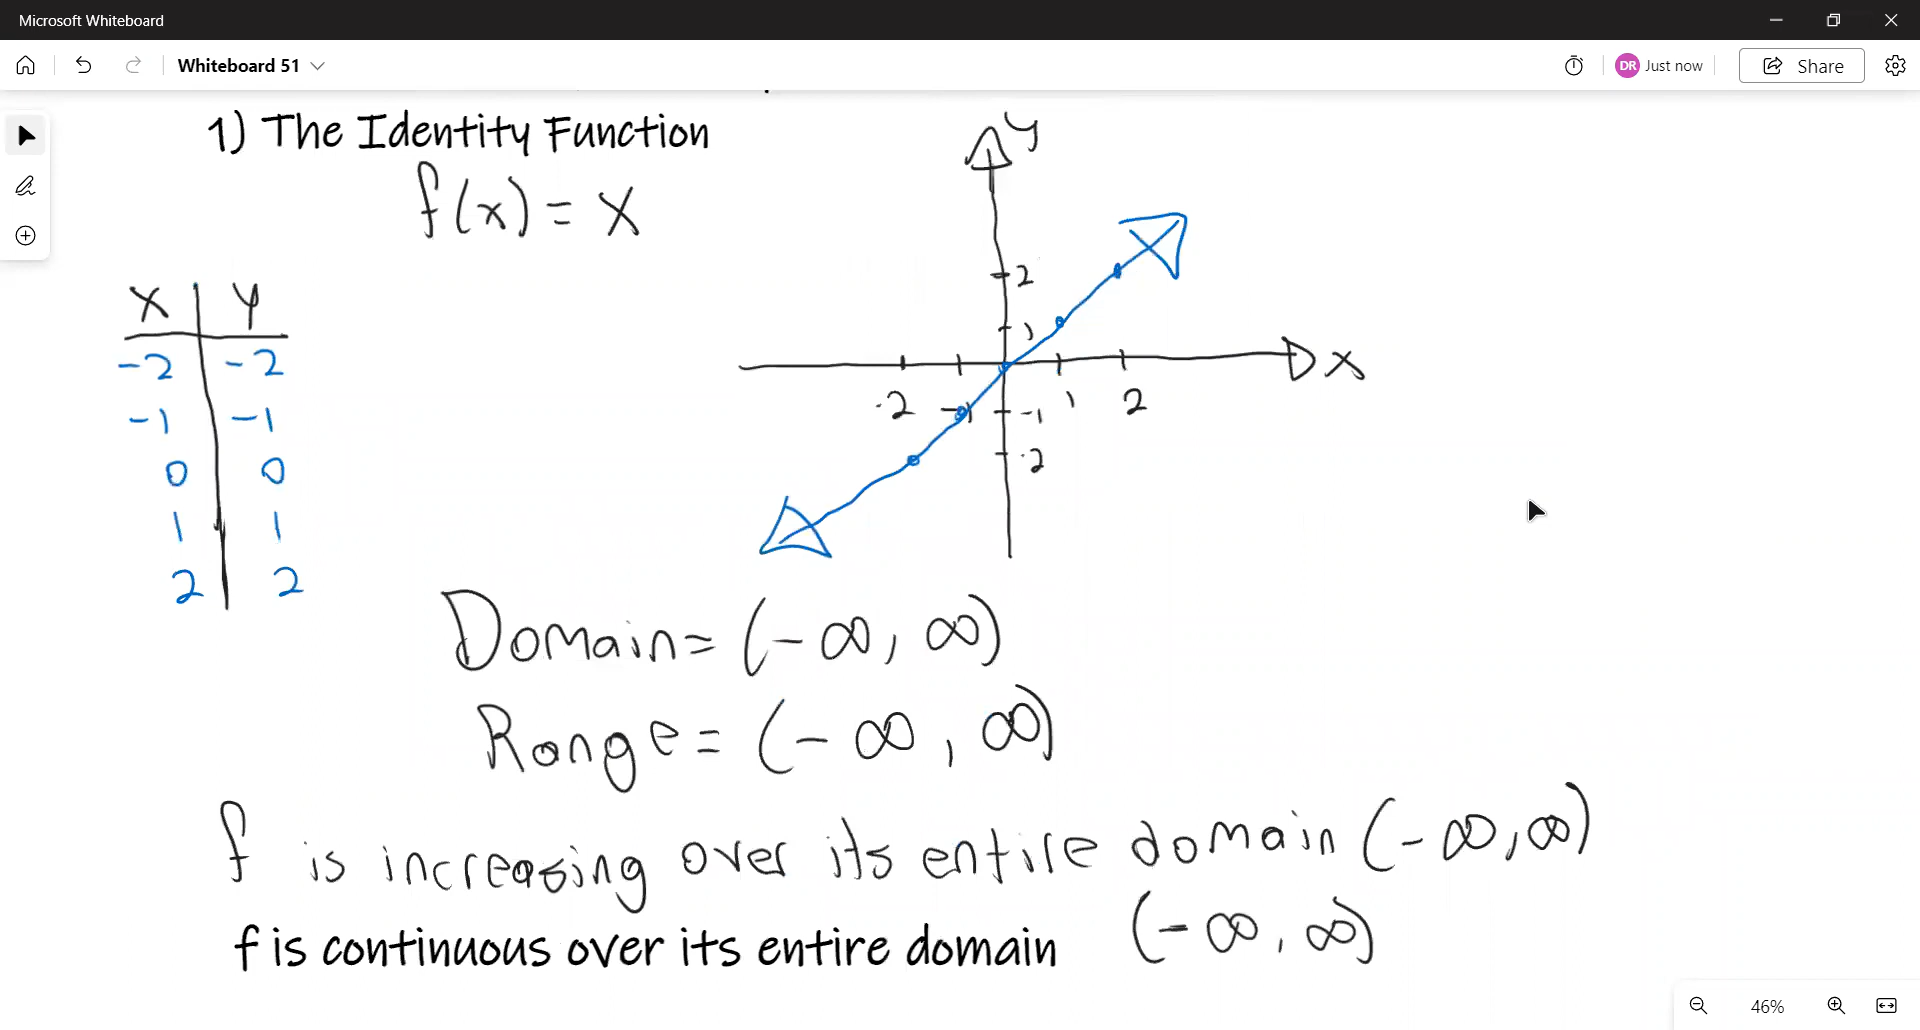 Microsoft Whiteboard
Whiteboard 51
DR Just now
Share
1) The Identity Function
f(x) = x
y
x
2
1
-2 -1 1 2
-1
-2
X Y
-2 -2
-1 -1
0 0
1 1
2 2
Domain= (-∞, ∞)
Range= (-∞, ∞)
f is increasing over its entire domain (-∞,∞)
f is continuous over its entire domain (-∞, ∞)
46%